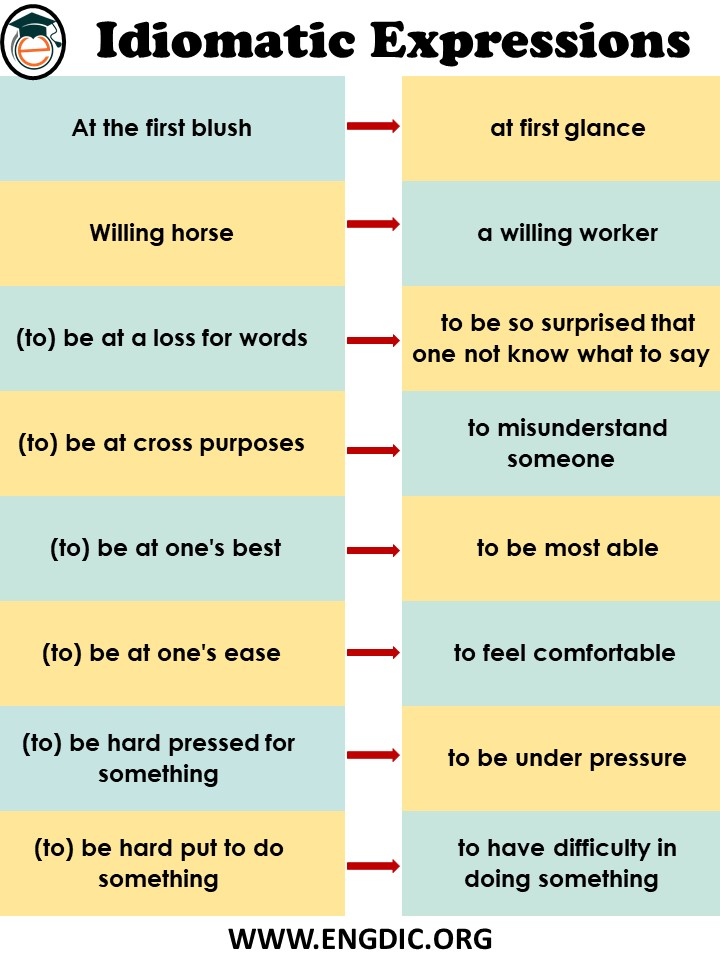 Idiomatic Expressions
At the first blush
at first glance
Willing horse
a willing worker
(to) be at a loss for words
to be so surprised that
one not know what to say
(to) be at cross purposes
to misunderstand
someone
(to) be at one's best
to be most able
(to) be at one's ease
to feel comfortable
(to) be hard pressed for
something
to be under pressure
(to) be hard put to do
something
to have difficulty in
doing something
WWW.ENGDIC.ORG